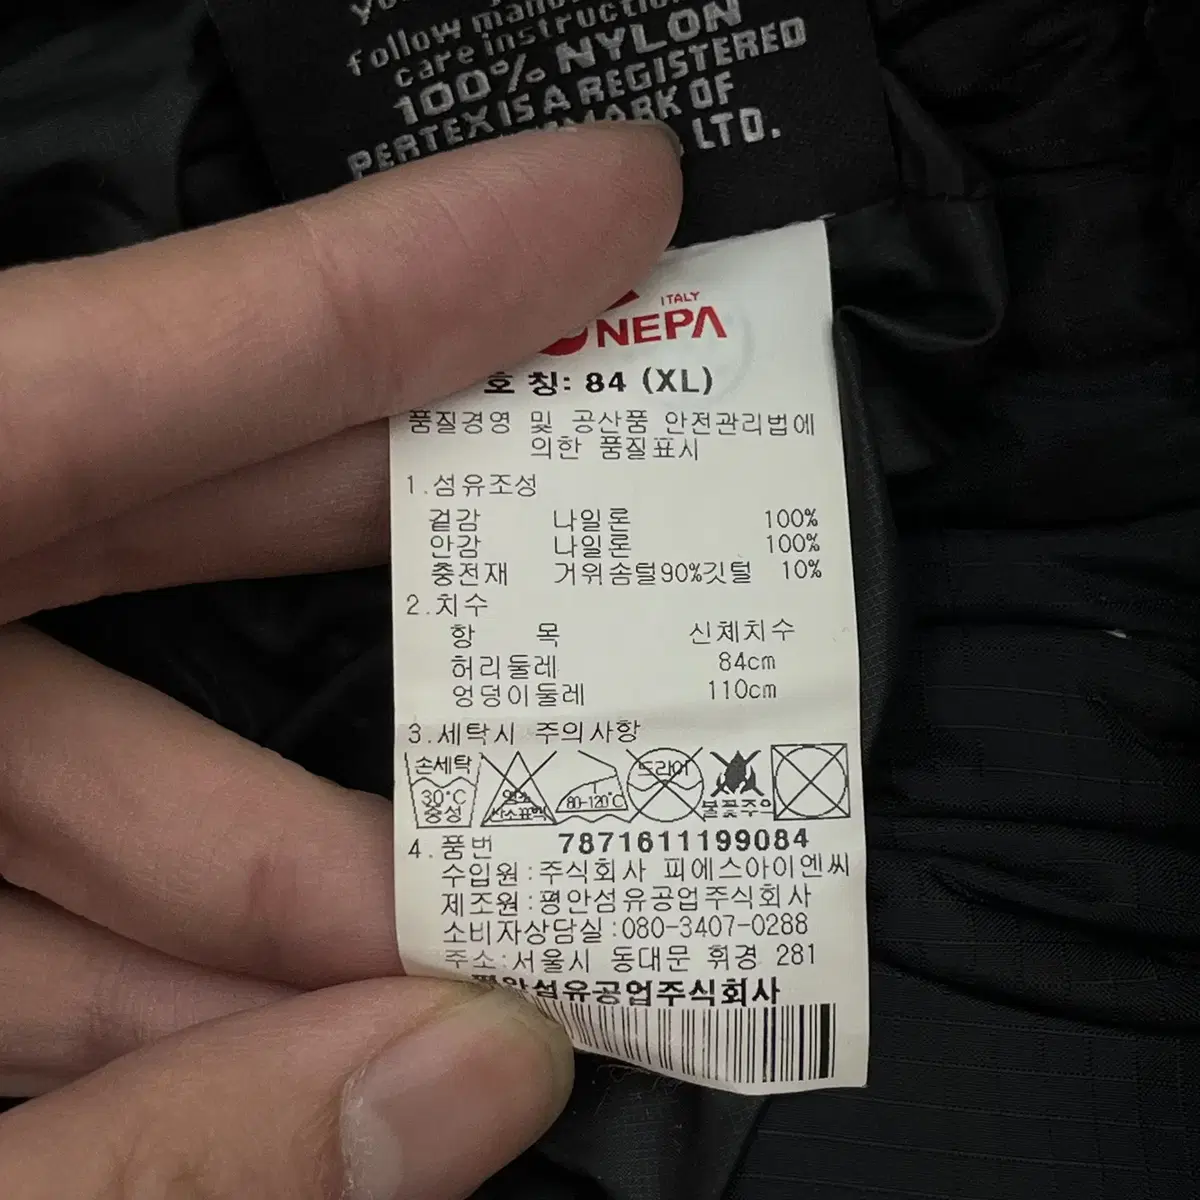 follow
care instructio
100% NYLON
PERTEX IS A REGISTERED
MARK OF
LTD.
ITALY
NEPA
호 칭: 84 (XL)
품질경영 및 공산품 안전관리법에
의한 품질표시
1.섬유조성
겉감 나일론 100%
안감 나일론 100%
충전재 거위솜털90%깃털 10%
2.치수
항 목 신체치수
허리둘레 84cm
엉덩이둘레 110cm
3.세탁시 주의사항
손세탁
30°C
중성
염소
산소표백
80-120°C
드라이
불꽃주의
4.품번 7871611199084
수입원:주식회사 피에스아이엔씨
제조원:평안섬유공업주식회사
소비자상담실:080-3407-0288
주소:서울시 동대문 휘경 281
평안섬유공업주식회사